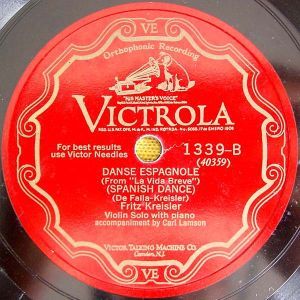 VE
Orthophonic Recording
"HIS MASTER'S VOICE"
VICTROLA
For best results
use Victor Needles
1339-B
(40359)
DANSE ESPAGNOLE
(From "La Vida Breve")
(SPANISH DANCE)
(De Falla-Kreisler)
Fritz Kreisler
Violin Solo with piano
accompaniment by Carl Lamson
VICTOR TALKING MACHINE CO.
Camden, N.J.
VE